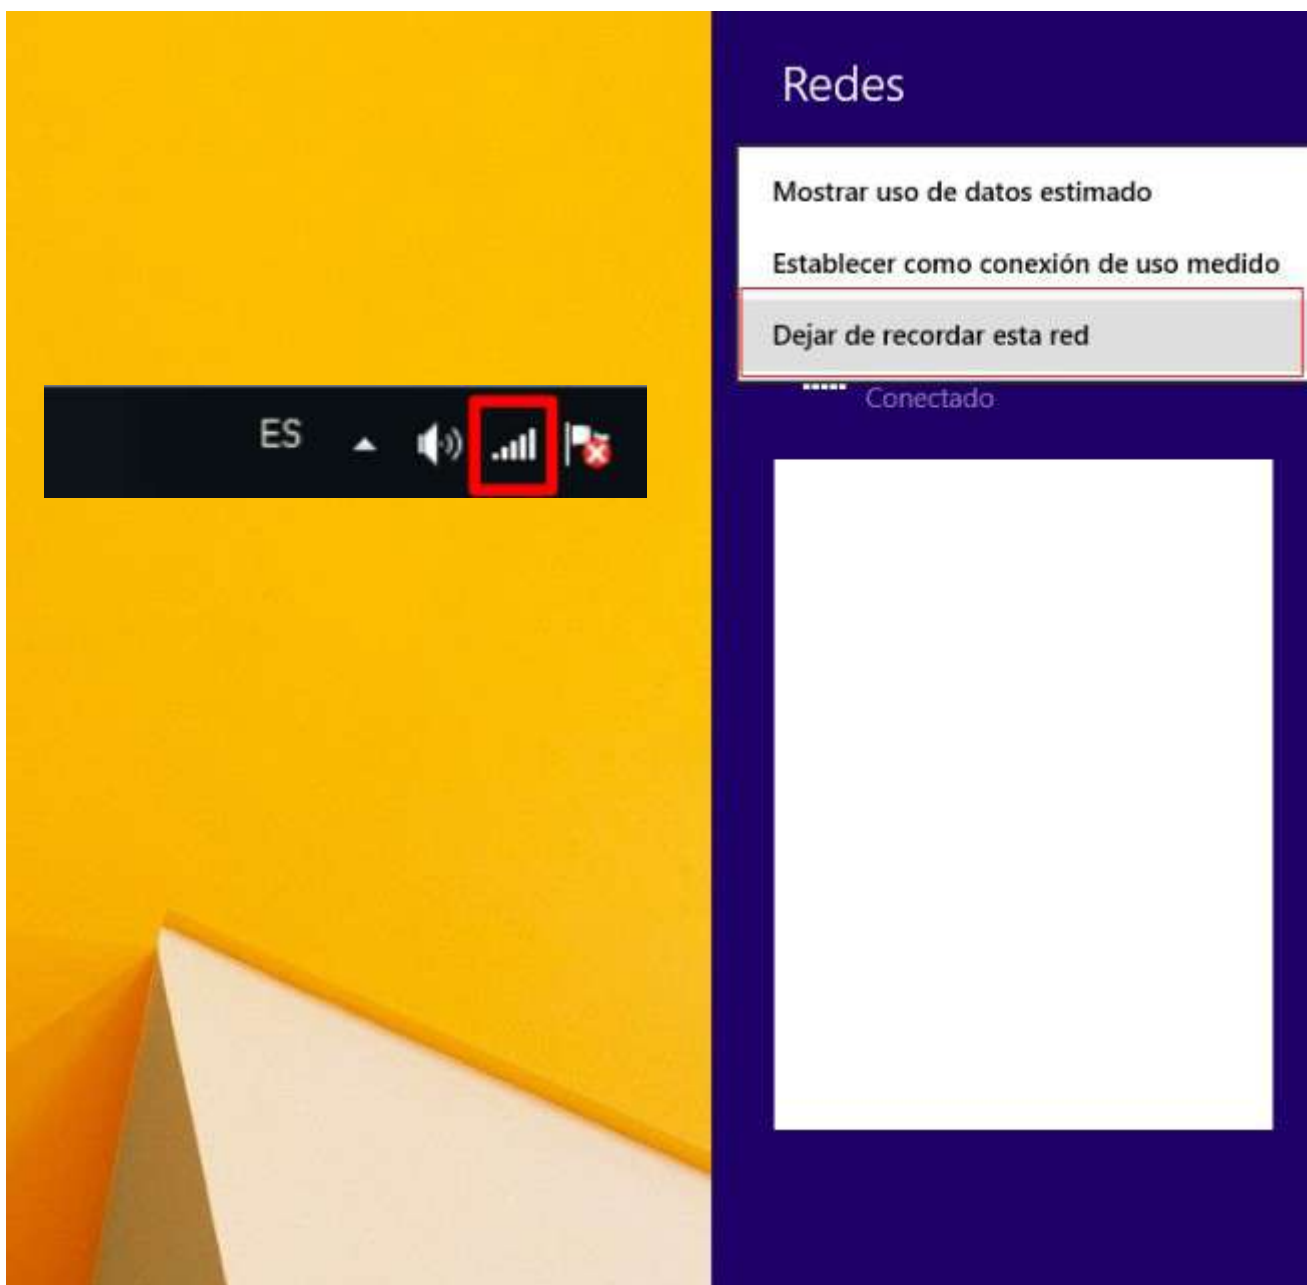 Redes
Mostrar uso de datos estimado
Establecer como conexión de uso medido
Dejar de recordar esta red
Conectado
ES